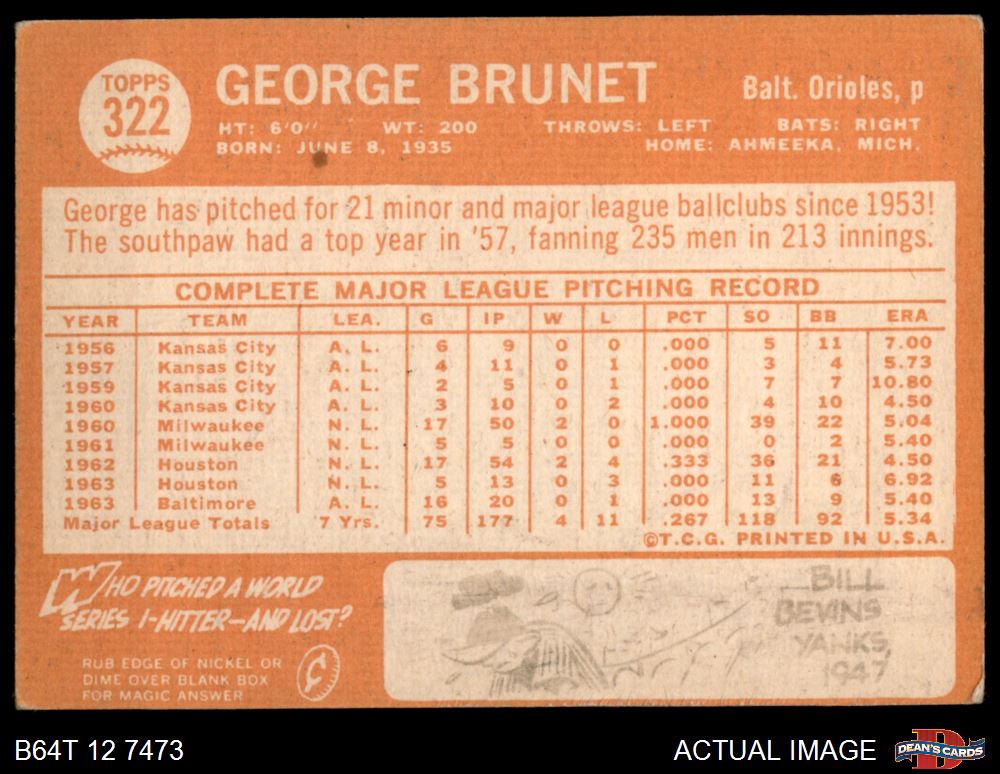 TOPPS
322
GEORGE BRUNET
Balt. Orioles, p
HT: 6'0" WT: 200 THROWS: LEFT BATS: RIGHT
BORN: JUNE 8, 1935 HOME: AHMEEKA, MICH.
George has pitched for 21 minor and major league ballclubs since 1953!
The southpaw had a top year in '57, fanning 235 men in 213 innings.
COMPLETE MAJOR LEAGUE PITCHING RECORD
YEAR TEAM LEA. G IP W L PCT SO BB ERA
1956 Kansas City A. L. 6 9 0 0 .000 5 11 7.00
1957 Kansas City A. L. 4 11 0 1 .000 3 4 5.73
1959 Kansas City A. L. 2 5 0 0 .000 7 7 10.80
1960 Kansas City A. L. 3 10 0 2 .000 4 10 4.50
1960 Milwaukee N. L. 17 50 2 0 1.000 39 22 5.04
1961 Milwaukee N. L. 5 5 0 0 .000 0 2 5.40
1962 Houston N. L. 17 54 2 4 .333 36 21 4.50
1963 Houston N. L. 5 13 0 3 .000 11 6 6.92
1963 Baltimore A. L. 16 20 0 1 .000 13 9 5.40
Major League Totals 7 Yrs. 75 177 4 11 .267 118 92 5.34
©T.C.G. PRINTED IN U.S.A.
WHO PITCHED A WORLD
SERIES 1-HITTER—AND LOST?
RUB EDGE OF NICKEL OR
DIME OVER BLANK BOX
FOR MAGIC ANSWER
BILL
BEVINS
YANKS,
1947
B64T 12 7473
ACTUAL IMAGE
D
DEAN'S CARDS